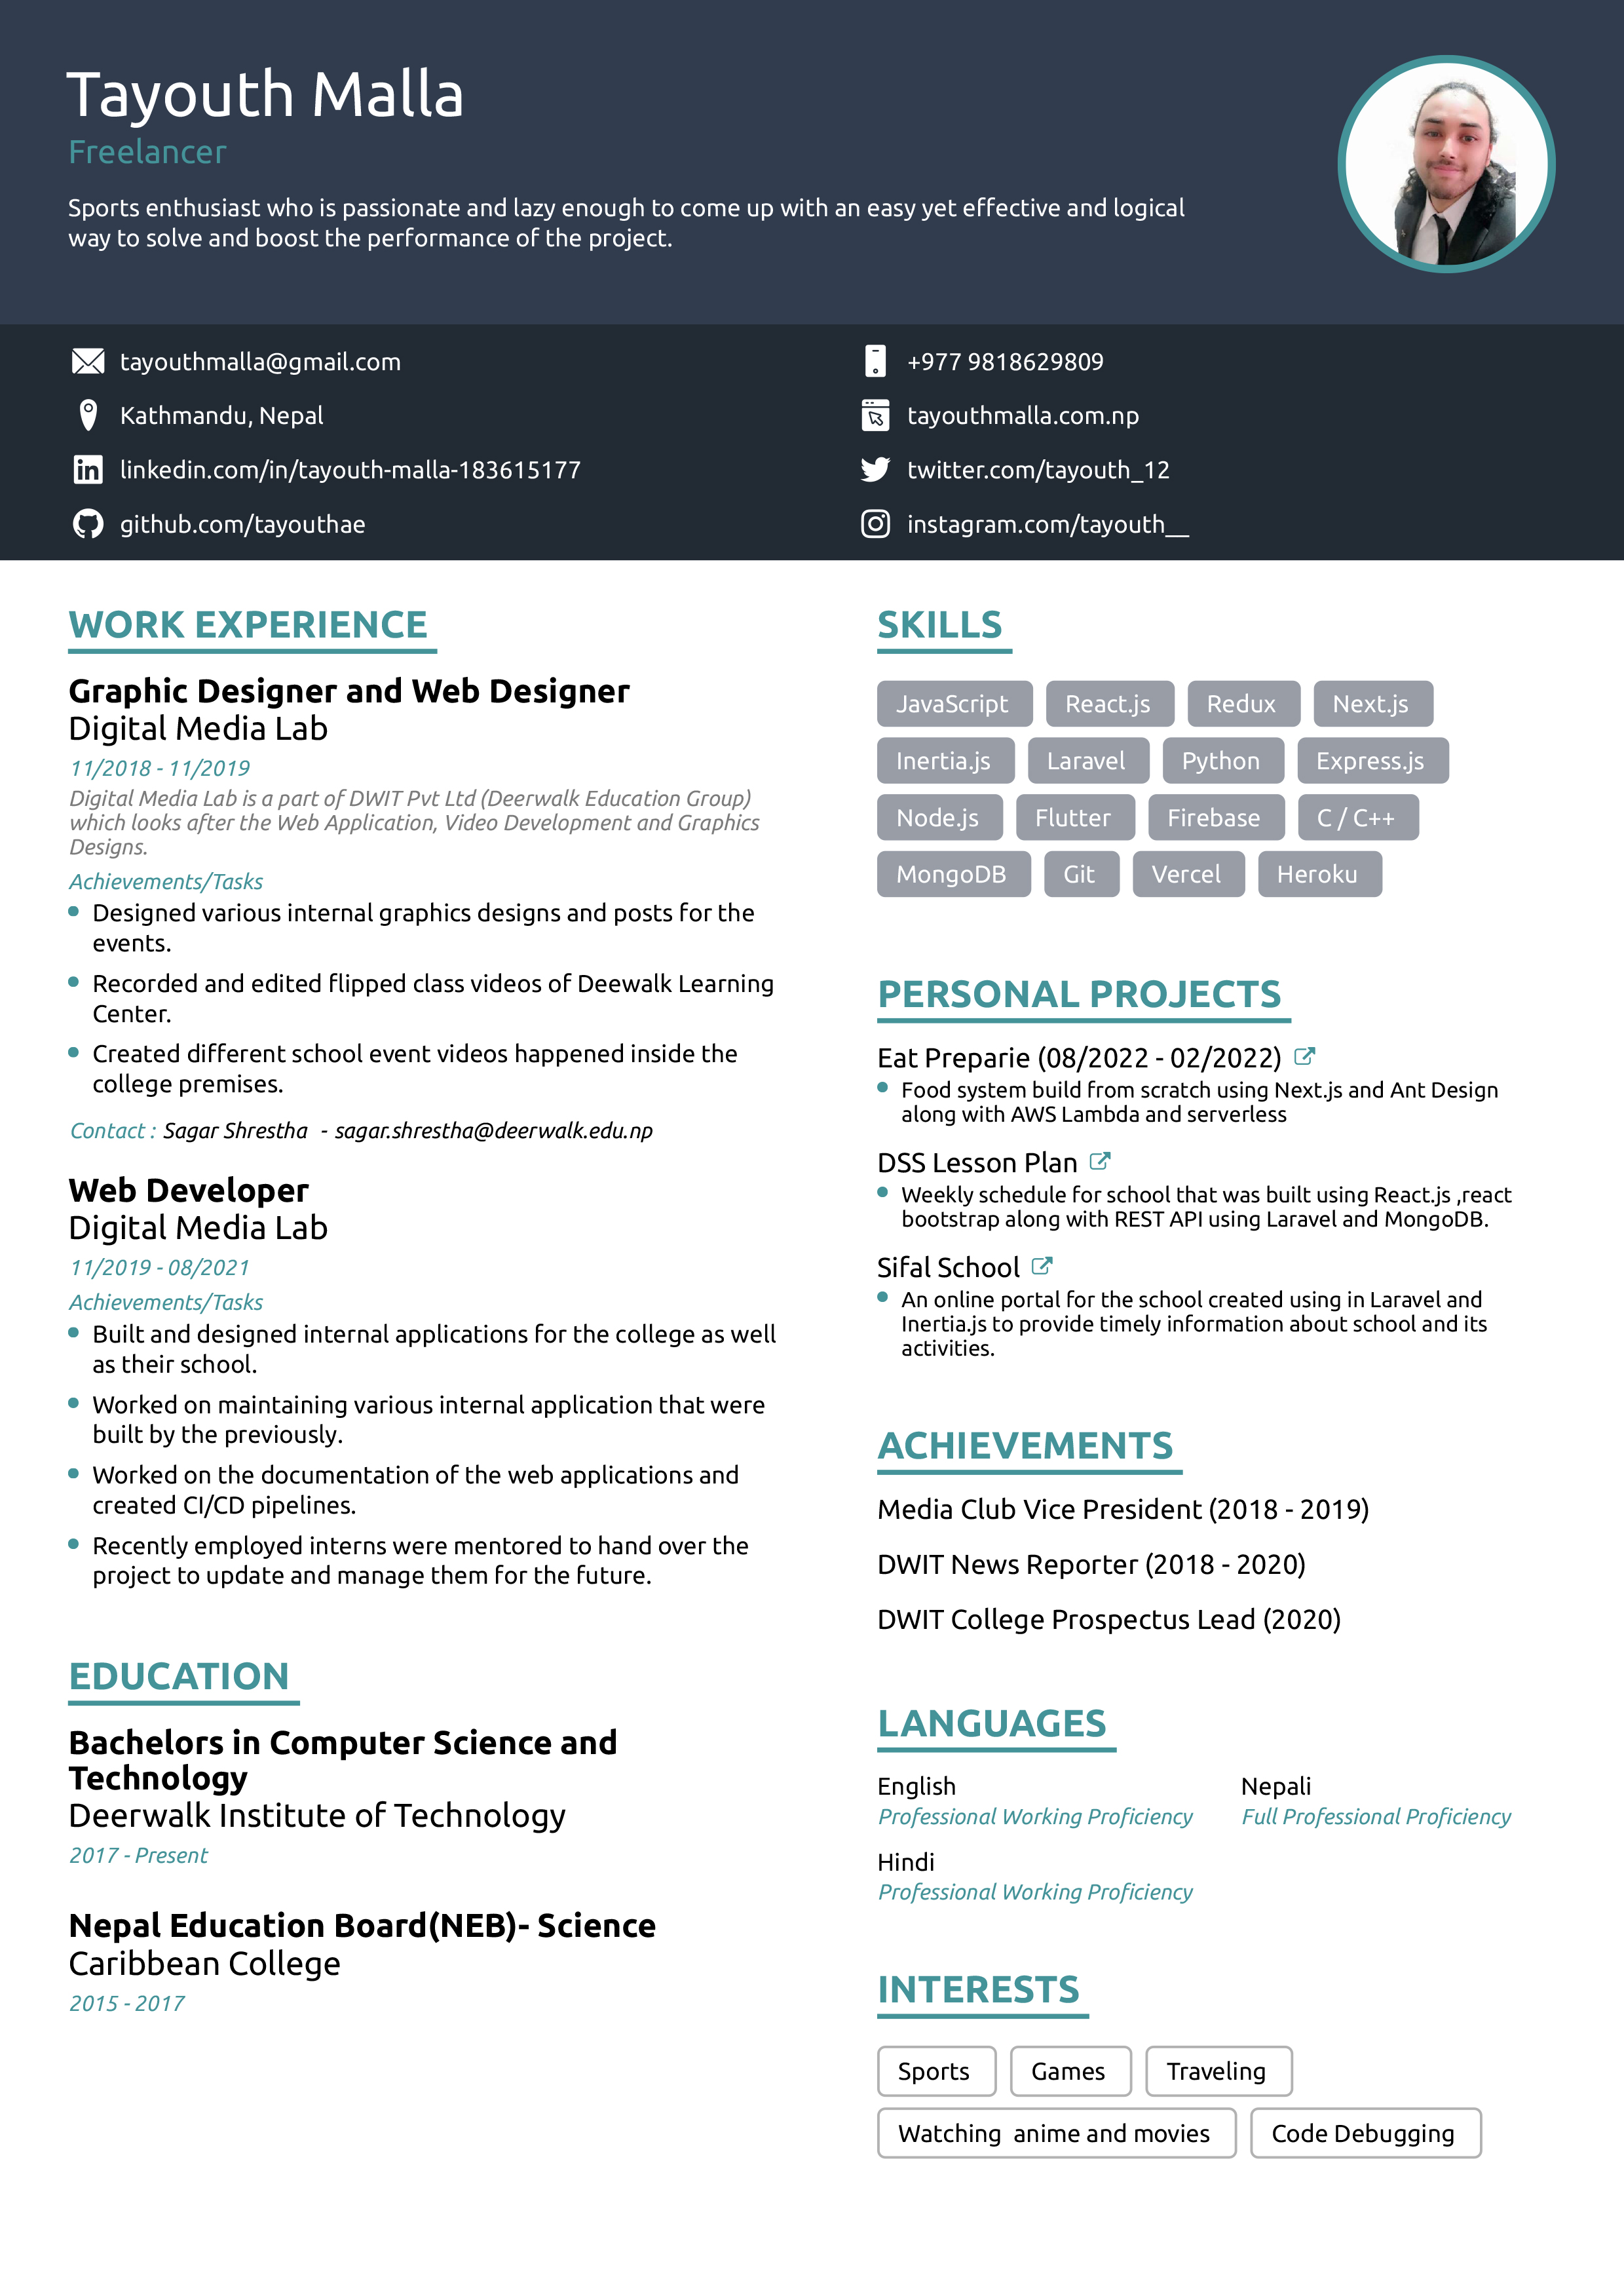 Tayouth Malla
Freelancer
Sports enthusiast who is passionate and lazy enough to come up with an easy yet effective and logical
way to solve and boost the performance of the project.
tayouthmalla@gmail.com
+977 9818629809
Kathmandu, Nepal
tayouthmalla.com.np
linkedin.com/in/tayouth-malla-183615177
twitter.com/tayouth_12
github.com/tayouthae
instagram.com/tayouth__
WORK EXPERIENCE
Graphic Designer and Web Designer
Digital Media Lab
11/2018 - 11/2019
Digital Media Lab is a part of DWIT Pvt Ltd (Deerwalk Education Group)
which looks after the Web Application, Video Development and Graphics
Designs.
Achievements/Tasks
Designed various internal graphics designs and posts for the
events.
Recorded and edited flipped class videos of Deewalk Learning
Center.
Created different school event videos happened inside the
college premises.
Contact : Sagar Shrestha - sagar.shrestha@deerwalk.edu.np
Web Developer
Digital Media Lab
11/2019 - 08/2021
Achievements/Tasks
Built and designed internal applications for the college as well
as their school.
Worked on maintaining various internal application that were
built by the previously.
Worked on the documentation of the web applications and
created CI/CD pipelines.
Recently employed interns were mentored to hand over the
project to update and manage them for the future.
EDUCATION
Bachelors in Computer Science and
Technology
Deerwalk Institute of Technology
2017 - Present
Nepal Education Board(NEB)- Science
Caribbean College
2015 - 2017
SKILLS
JavaScript React.js Redux Next.js
Inertia.js Laravel Python Express.js
Node.js Flutter Firebase C / C++
MongoDB Git Vercel Heroku
PERSONAL PROJECTS
Eat Preparie (08/2022 - 02/2022)
Food system build from scratch using Next.js and Ant Design
along with AWS Lambda and serverless
DSS Lesson Plan
Weekly schedule for school that was built using React.js ,react
bootstrap along with REST API using Laravel and MongoDB.
Sifal School
An online portal for the school created using in Laravel and
Inertia.js to provide timely information about school and its
activities.
ACHIEVEMENTS
Media Club Vice President (2018 - 2019)
DWIT News Reporter (2018 - 2020)
DWIT College Prospectus Lead (2020)
LANGUAGES
English Nepali
Professional Working Proficiency Full Professional Proficiency
Hindi
Professional Working Proficiency
INTERESTS
Sports Games Traveling
Watching anime and movies Code Debugging